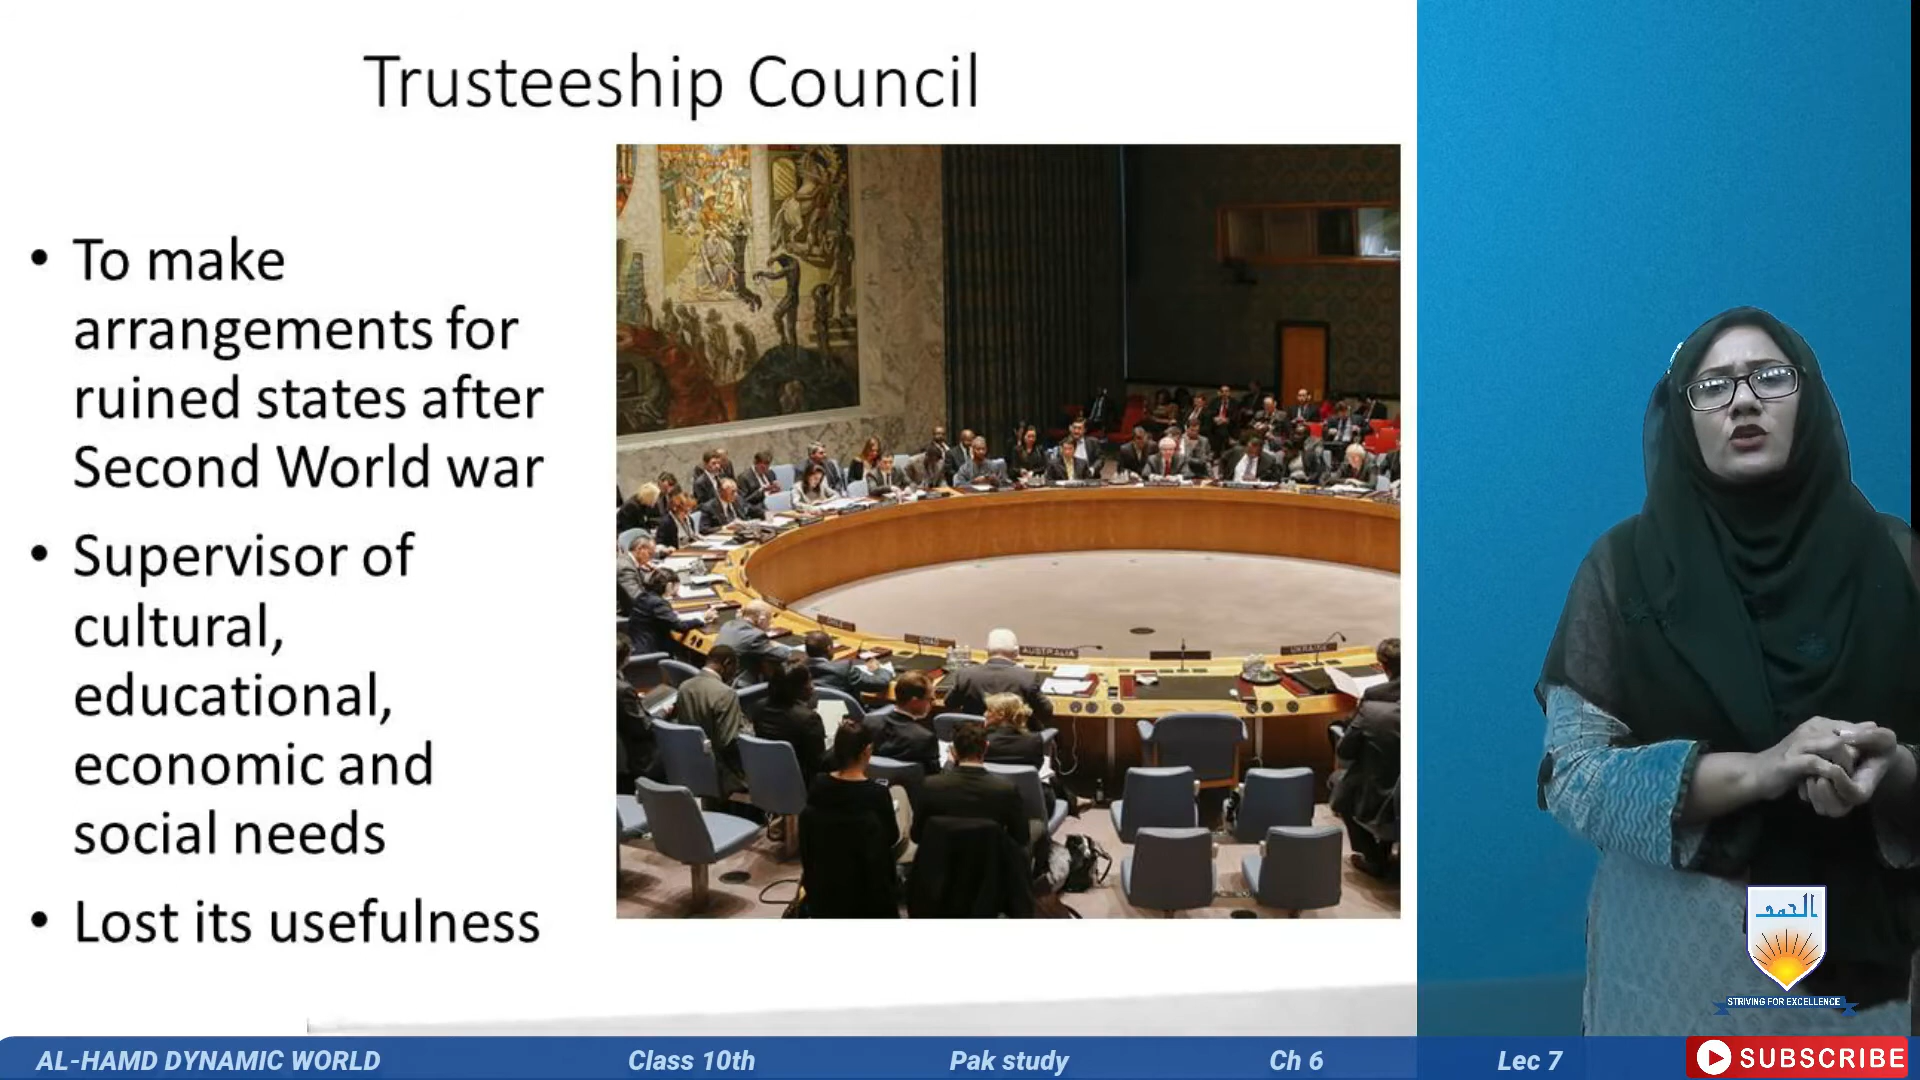 Trusteeship Council
• To make
arrangements for
ruined states after
Second World war
• Supervisor of
cultural,
educational,
economic and
social needs
• Lost its usefulness
AUSTRALIA
UKRAINE
الحمد
STRIVING FOR EXCELLENCE
AL-HAMD DYNAMIC WORLD
Class 10th
Pak study
Ch 6
Lec 7
SUBSCRIBE